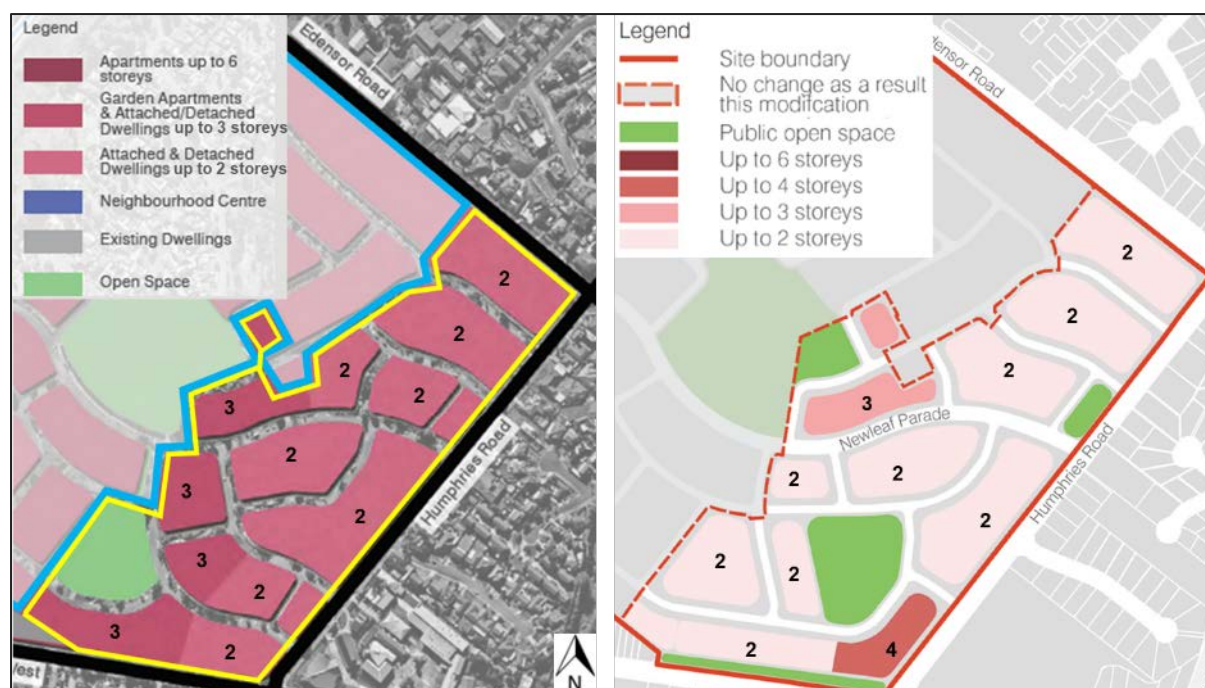 Legend
Apartments up to 6
storeys
Garden Apartments
& Attached/Detached
Dwellings up to 3 storeys
Attached & Detached
Dwellings up to 2 storeys
Neighbourhood Centre
Existing Dwellings
Open Space
Edensor Road
Humphries Road
2
2
2
2
3
2
3
2
3
2
3
2
/est
N
Legend
Site boundary
No change as a result
this modification
Public open space
Up to 6 storeys
Up to 4 storeys
Up to 3 storeys
Up to 2 storeys
densor Road
Newleaf Parade
Humphries Road
2
2
2
3
2
2
2
2
2
2
4